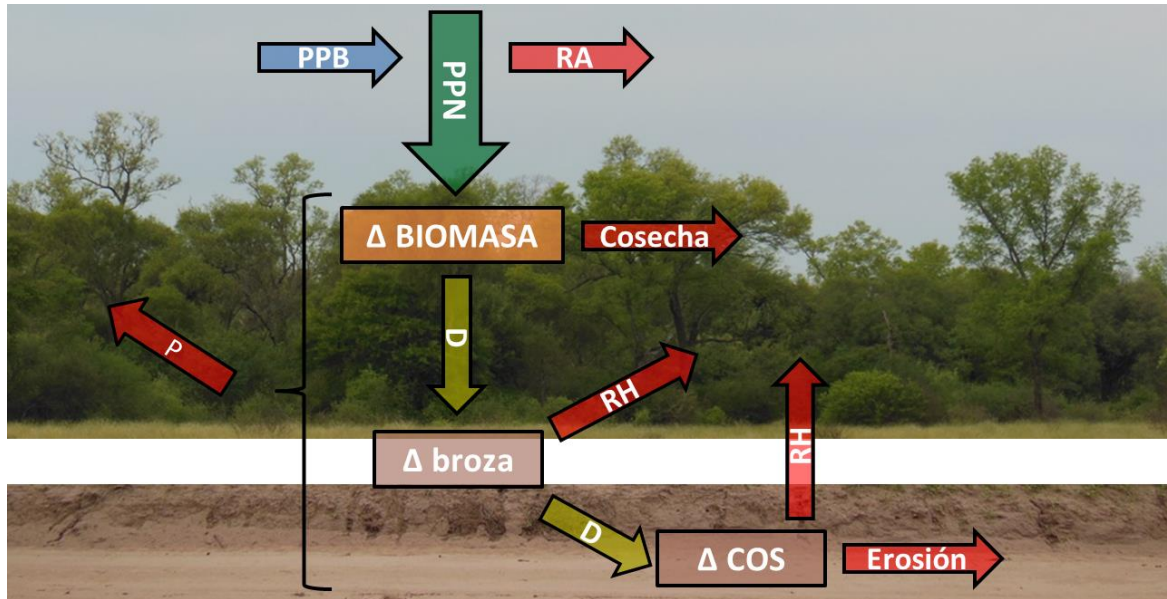 PPB
PPN
RA
Δ BIOMASA
Cosecha
D
P
RH
Δ broza
RH
D
Δ COS
Erosión